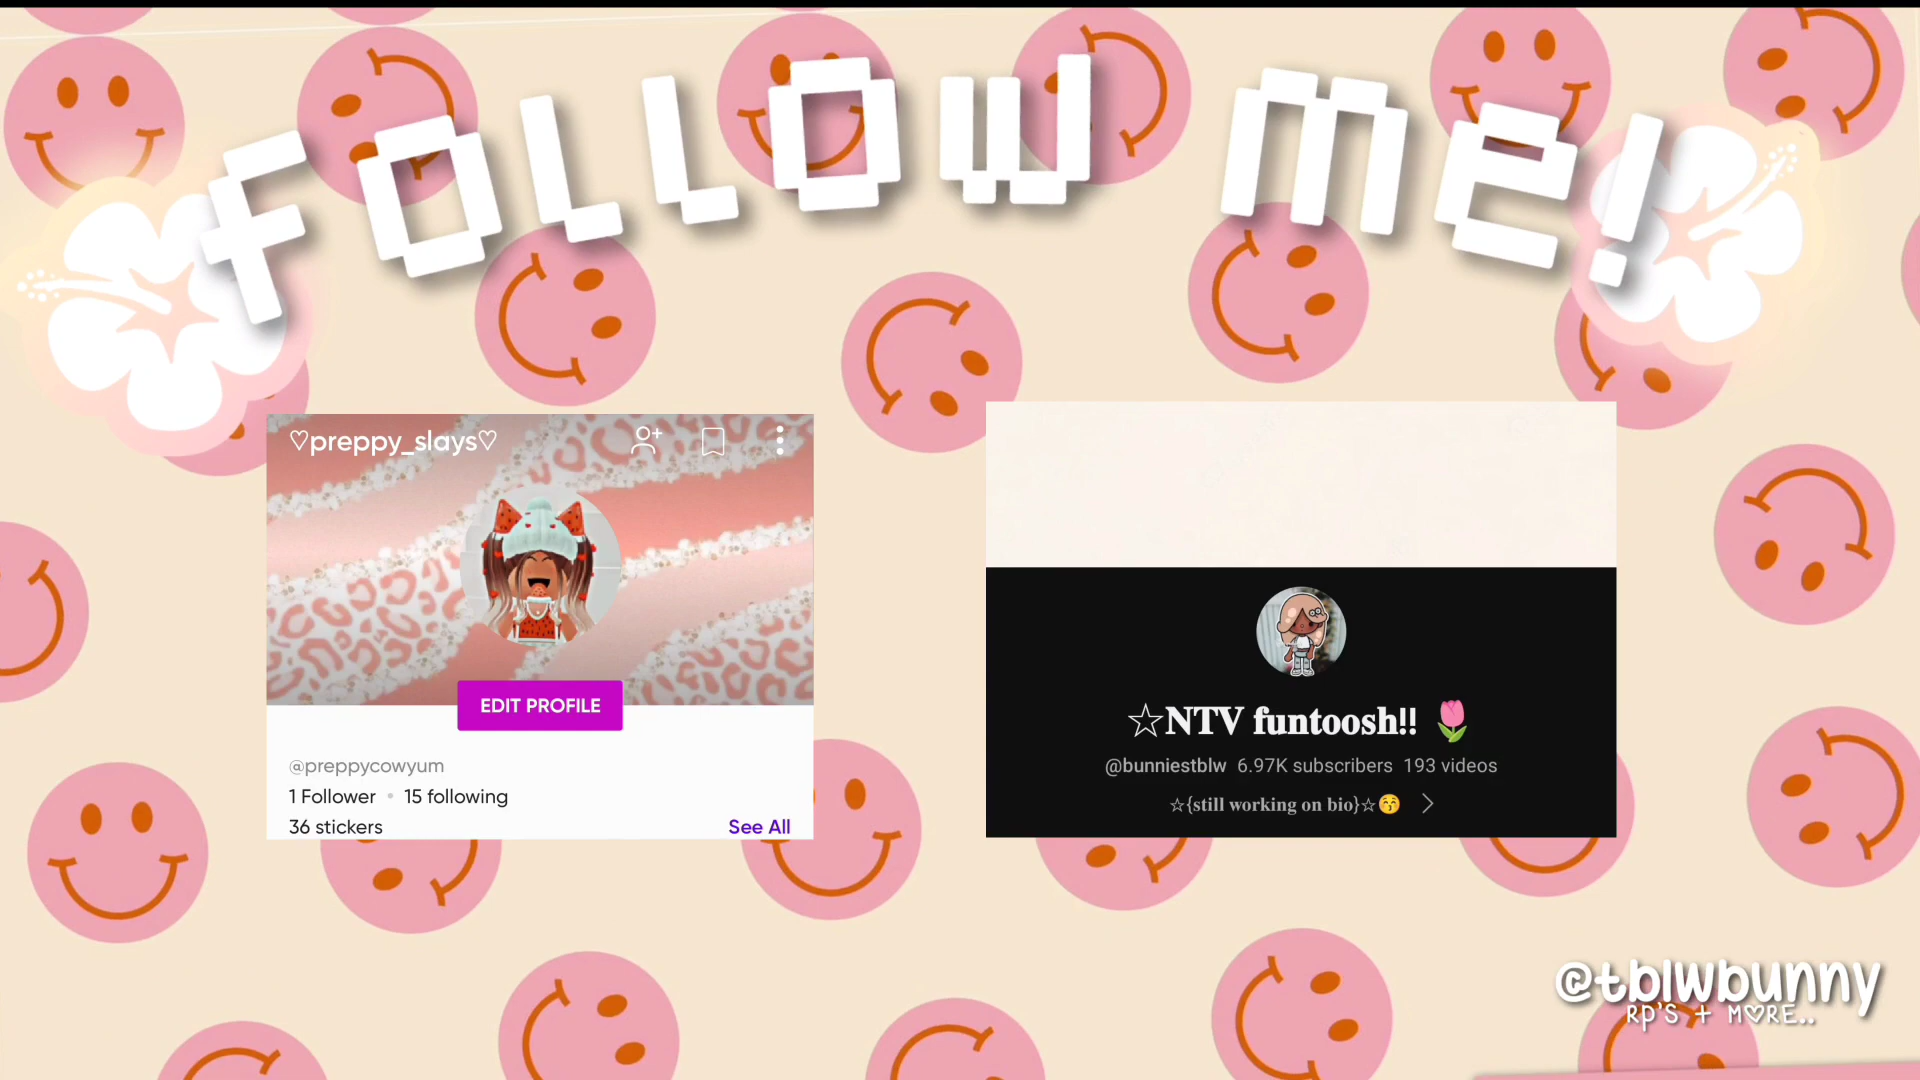 FOLLOW ME!
♡preppy_slays♡
EDIT PROFILE
@preppycowyum
1 Follower • 15 following
36 stickers
See All
☆NTV funtoosh!! 🌷
@bunniestblw 6.97K subscribers 193 videos
☆{still working on bio}☆😚
@tblwbunny
RP'S + M♡RE..